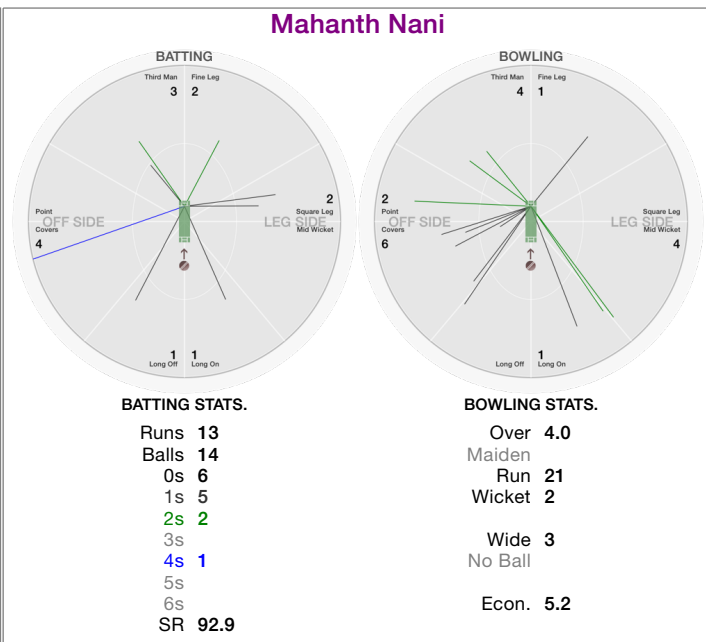 Mahanth Nani
BATTING
Third Man Fine Leg
3 2
2
Point
Square Leg
OFF SIDE LEG SIDE
Covers
Mid Wicket
4
1 1
Long Off Long On
BATTING STATS.
Runs 13
Balls 14
0s 6
1s 5
2s 2
3s
4s 1
5s
6s
SR 92.9
BOWLING
Third Man Fine Leg
4 1
2
Point
Square Leg
OFF SIDE LEG SIDE
Covers
Mid Wicket
6 4
1
Long Off Long On
BOWLING STATS.
Over 4.0
Maiden
Run 21
Wicket 2
Wide 3
No Ball
Econ. 5.2